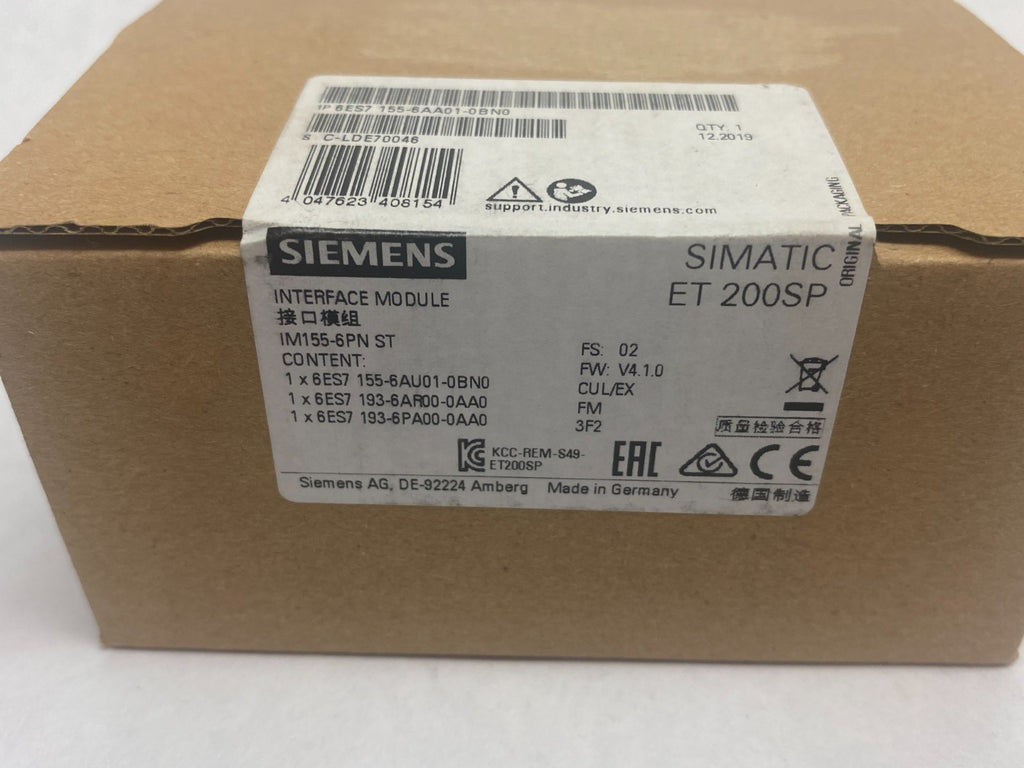 1P 6ES7 155-6AA01-0BN0
S C-LDE70046
QTY: 1
12.2019
4 047623 408154
support.industry.siemens.com
ORIGINAL PACKAGING
SIEMENS
SIMATIC
ET 200SP
INTERFACE MODULE
接口模组
IM155-6PN ST
CONTENT:
1 x 6ES7 155-6AU01-0BN0
1 x 6ES7 193-6AR00-0AA0
1 x 6ES7 193-6PA00-0AA0
FS: 02
FW: V4.1.0
CUL/EX
FM
3F2
质量检验合格
KCC-REM-S49-
ET200SP
EAC
CE
Siemens AG, DE-92224 Amberg Made in Germany
德国制造